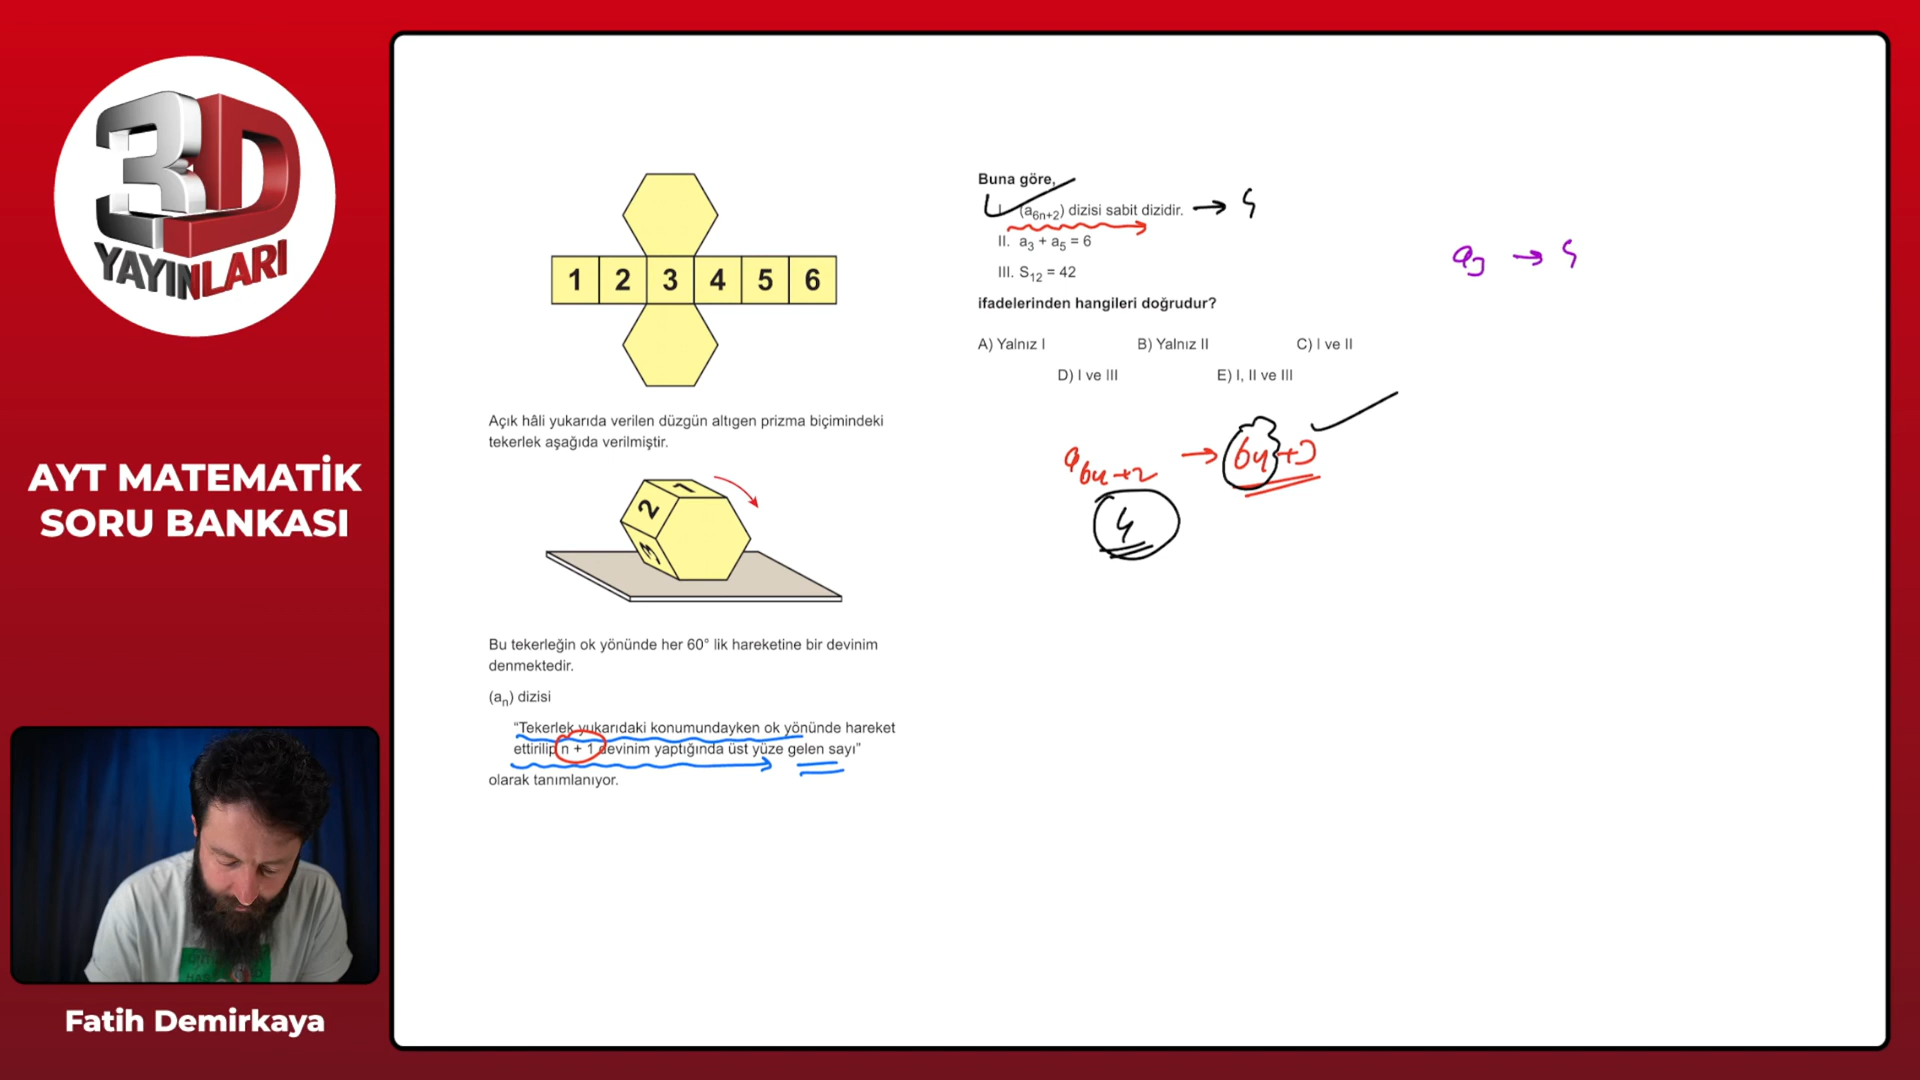 3D
YAYINLARI
AYT MATEMATİK
SORU BANKASI
Fatih Demirkaya
1 2 3 4 5 6
Açık hâli yukarıda verilen düzgün altıgen prizma biçimindeki
tekerlek aşağıda verilmiştir.
1
2
3
Bu tekerleğin ok yönünde her 60° lik hareketine bir devinim
denmektedir.
(aₙ) dizisi
“Tekerlek yukarıdaki konumundayken ok yönünde hareket
ettirilip n + 1 devinim yaptığında üst yüze gelen sayı”
olarak tanımlanıyor.
Buna göre,
I. (a₆ₙ₊₂) dizisi sabit dizidir. → 4
II. a₃ + a₅ = 6
III. S₁₂ = 42
ifadelerinden hangileri doğrudur?
A) Yalnız I B) Yalnız II C) I ve II
D) I ve III E) I, II ve III
a₆ₙ₊₂ → 6n+3
4
a₃ → 4